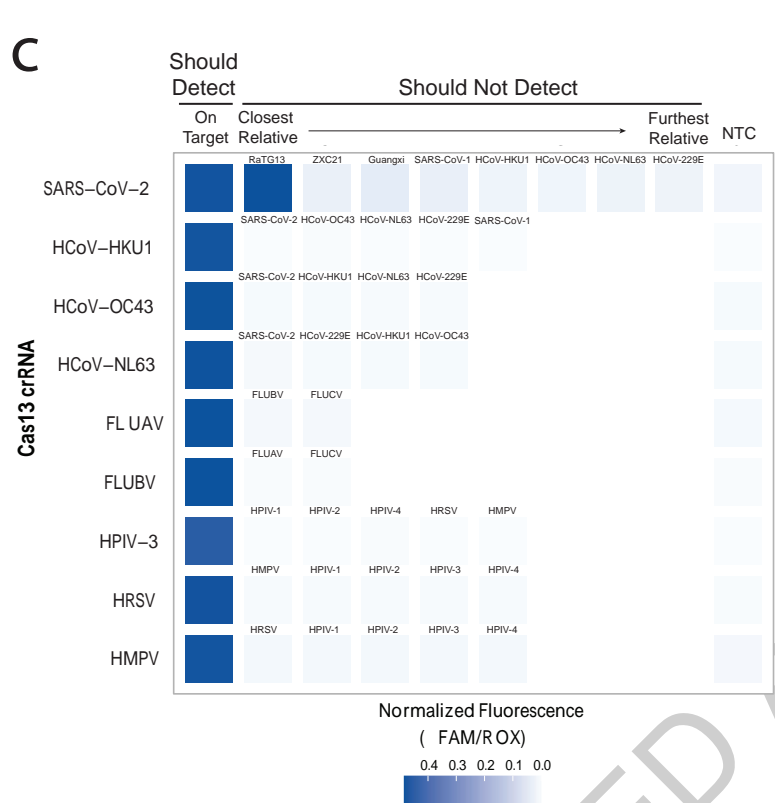 C
Should
Detect
Should Not Detect
On
Target
Closest
Relative
Furthest
Relative
NTC
RaTG13 ZXC21 Guangxi SARS-CoV-1 HCoV-HKU1 HCoV-OC43 HCoV-NL63 HCoV-229E
SARS–CoV–2
SARS-CoV-2 HCoV-OC43 HCoV-NL63 HCoV-229E SARS-CoV-1
HCoV–HKU1
SARS-CoV-2 HCoV-HKU1 HCoV-NL63 HCoV-229E
HCoV–OC43
SARS-CoV-2 HCoV-229E HCoV-HKU1 HCoV-OC43
HCoV–NL63
FLUBV FLUCV
FLUAV
FLUAV FLUCV
FLUBV
HPIV-1 HPIV-2 HPIV-4 HRSV HMPV
HPIV–3
HMPV HPIV-1 HPIV-2 HPIV-3 HPIV-4
HRSV
HRSV HPIV-1 HPIV-2 HPIV-3 HPIV-4
HMPV
Cas13 crRNA
Normalized Fluorescence
( FAM/ROX)
0.4 0.3 0.2 0.1 0.0
ED